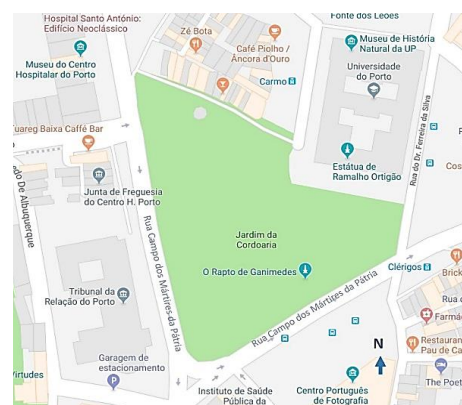 Hospital Santo António:
Edifício Neoclássico
Museu do Centro
Hospitalar do Porto
Zé Bota
Café Piolho /
Âncora d'Ouro
Carmo
Fonte dos Leões
Museu de História
Natural da UP
Universidade
do Porto
Estátua de
Ramalho Ortigão
Rua do Dr. Ferreira da Silva
Cos
Tuareg Baixa Caffé Bar
Junta de Freguesia
do Centro H. Porto
De Albuquerque
Rua Campo dos Mártires da Pátria
Jardim da
Cordoaria
O Rapto de Ganimedes
Clérigos
Brick
Rua d
Farmác
Restauran
Pau de Ca
The Poet
Tribunal da
Relação do Porto
Garagem de
estacionamento
P
Virtudes
Rua Campo dos Mártires da Pátria
N
Instituto de Saúde
Pública da
Centro Português
de Fotografia